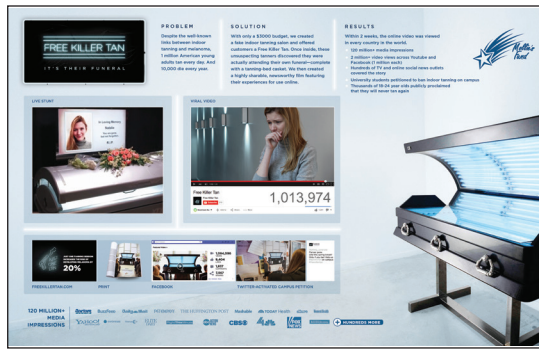 FREE KILLER TAN
IT'S THEIR FUNERAL
PROBLEM
Despite the well-known
links between indoor
tanning and melanoma,
1 million American young
adults tan every day. And
10,000 die every year.
SOLUTION
With only a $3000 budget, we created
a fake indoor tanning salon and offered
customers a Free Killer Tan. Once inside, these
unsuspecting tanners discovered they were
actually attending their own funeral—complete
with a tanning-bed casket. We then created
a highly sharable, newsworthy film featuring
their experiences for use online.
RESULTS
Within 2 weeks, the online video was viewed
in every country in the world.
120 million+ media impressions
2 million+ video views across YouTube and
Facebook (1 million each)
Hundreds of TV and online social news outlets
covered the story
University students petitioned to ban indoor tanning on campus
Thousands of 18-24 year olds publicly proclaimed
that they will never tan again
Mollie's
Fund
LIVE STUNT
In Loving Memory
VIRAL VIDEO
Free Killer Tan
1,013,974
20%
FREEKILLERTAN.COM
PRINT
FACEBOOK
TWITTER-ACTIVATED CAMPUS PETITION
120 MILLION+
MEDIA
IMPRESSIONS
BuzzFeed
THE HUFFINGTON POST
Mashable
TODAY Health
Yahoo!
CBS
FOX
NEWS
HUNDREDS MORE